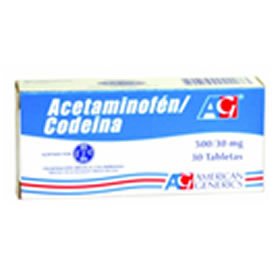 Acetaminofén/
Codeína
AG
500/30 mg
30 Tabletas
AG AMERICAN
GENERICS